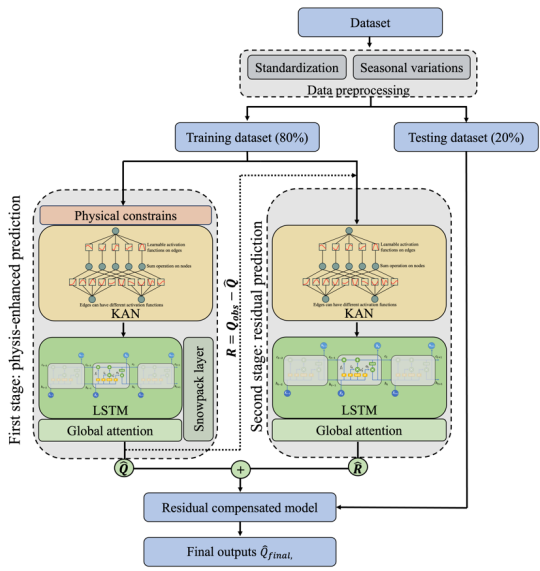 Dataset
Standardization
Seasonal variations
Data preprocessing
Training dataset (80%)
Testing dataset (20%)
First stage: physis-enhanced prediction
Physical constrains
Learnable activation
functions on edges
Sum operation on nodes
Edges can have different activation functions
KAN
LSTM
Global attention
Snowpack layer
R = Q_obs − Q̂
Second stage: residual prediction
Learnable activation
functions on edges
Sum operation on nodes
Edges can have different activation functions
KAN
LSTM
Global attention
Q̂
+
R̂
Residual compensated model
Final outputs Q̂_final,